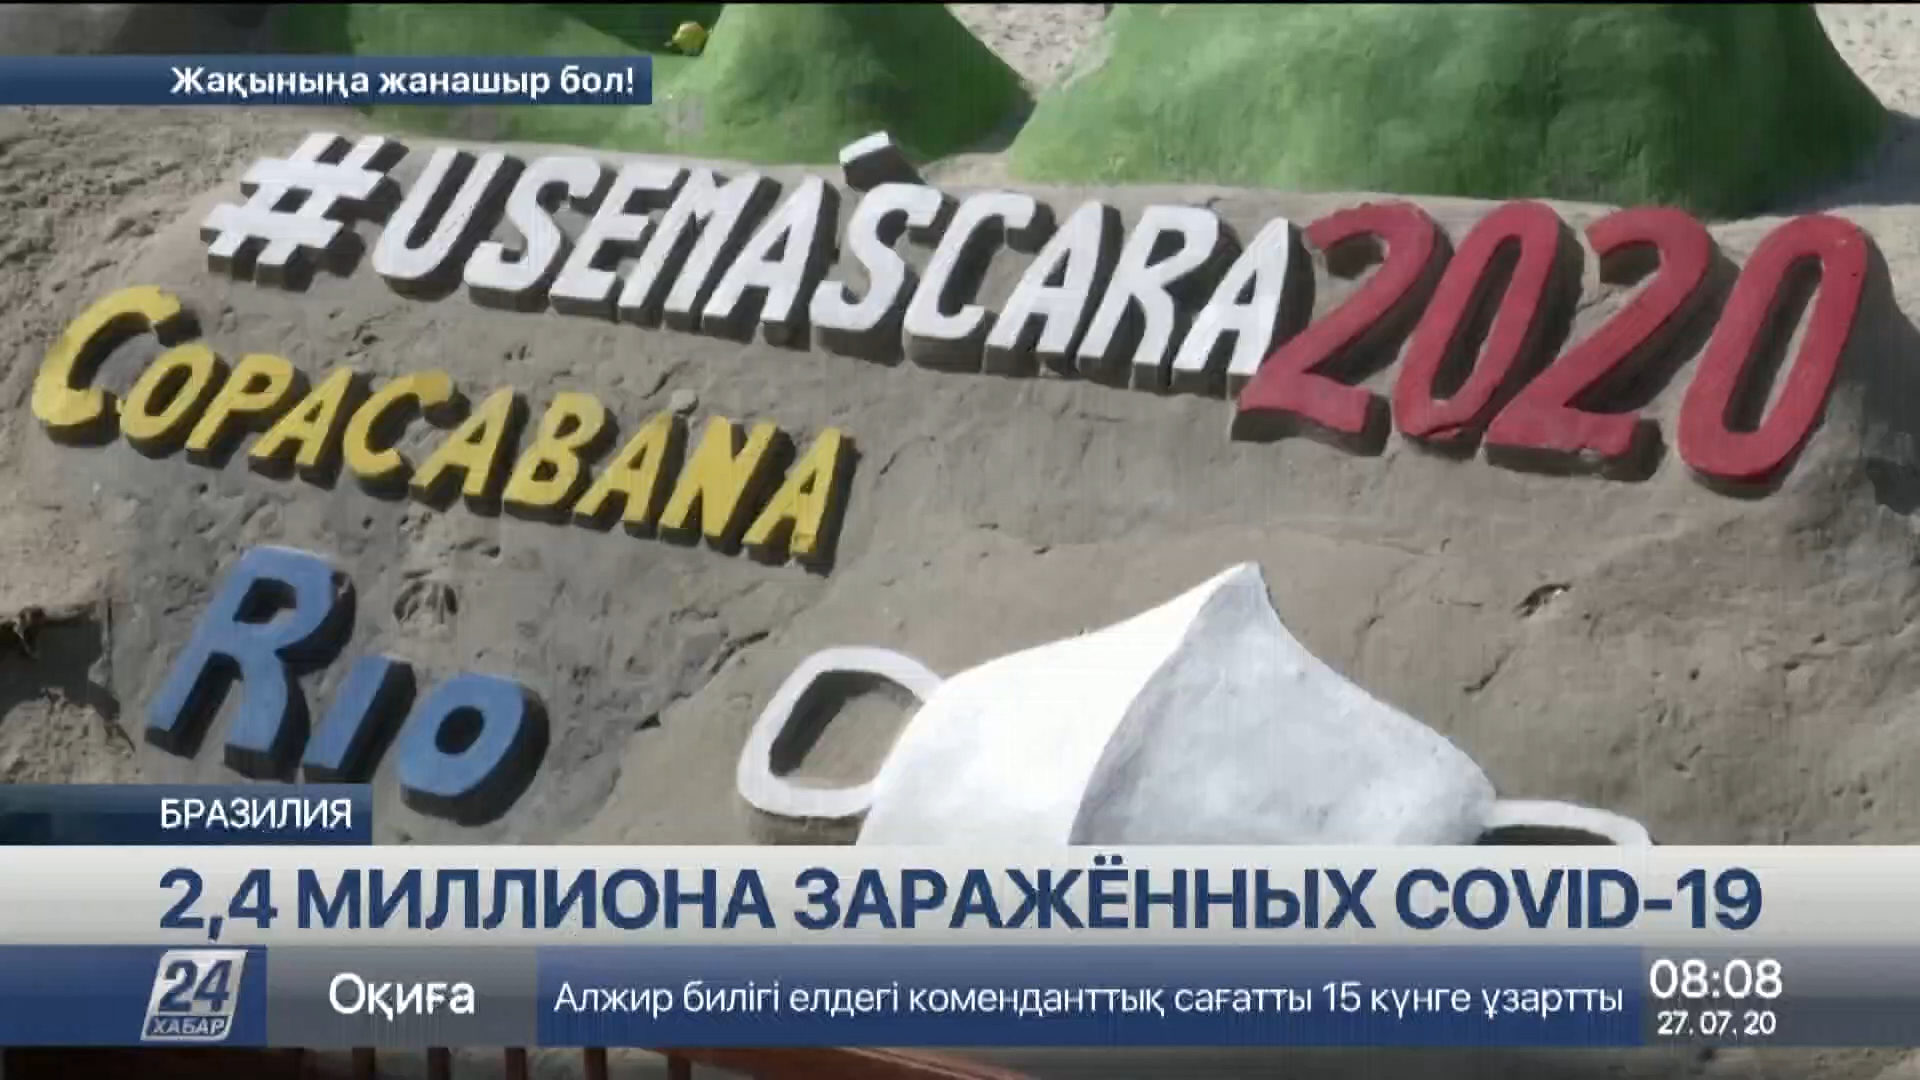 Жақыныңа жанашыр бол!
#USEMÁSCARA2020
COPACABANA
RIO
БРАЗИЛИЯ
2,4 МИЛЛИОНА ЗАРАЖЁННЫХ COVID-19
24 ХАБАР
Оқиға
Алжир билігі елдегі коменданттық сағатты 15 күнге ұзартты
08:08
27.07.20